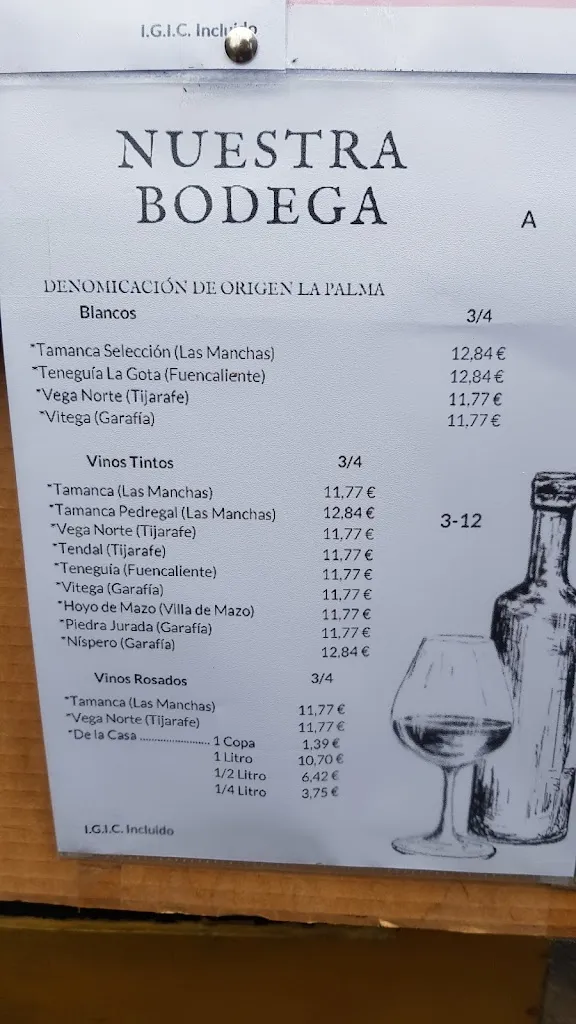 I.G.I.C. Incluido
NUESTRA
BODEGA
A
DENOMICACIÓN DE ORIGEN LA PALMA
Blancos 3/4
*Tamanca Selección (Las Manchas) 12,84 €
*Teneguía La Gota (Fuencaliente) 12,84 €
*Vega Norte (Tijarafe) 11,77 €
*Vitega (Garafía) 11,77 €
Vinos Tintos 3/4
*Tamanca (Las Manchas) 11,77 €
*Tamanca Pedregal (Las Manchas) 12,84 €
*Vega Norte (Tijarafe) 11,77 €
*Tendal (Tijarafe) 11,77 €
*Teneguía (Fuencaliente) 11,77 €
*Vitega (Garafía) 11,77 €
*Hoyo de Mazo (Villa de Mazo) 11,77 €
*Piedra Jurada (Garafía) 11,77 €
*Níspero (Garafía) 12,84 €
3-12
Vinos Rosados 3/4
*Tamanca (Las Manchas) 11,77 €
*Vega Norte (Tijarafe) 11,77 €
*De la Casa ...................... 1 Copa 1,39 €
1 Litro 10,70 €
1/2 Litro 6,42 €
1/4 Litro 3,75 €
I.G.I.C. Incluido